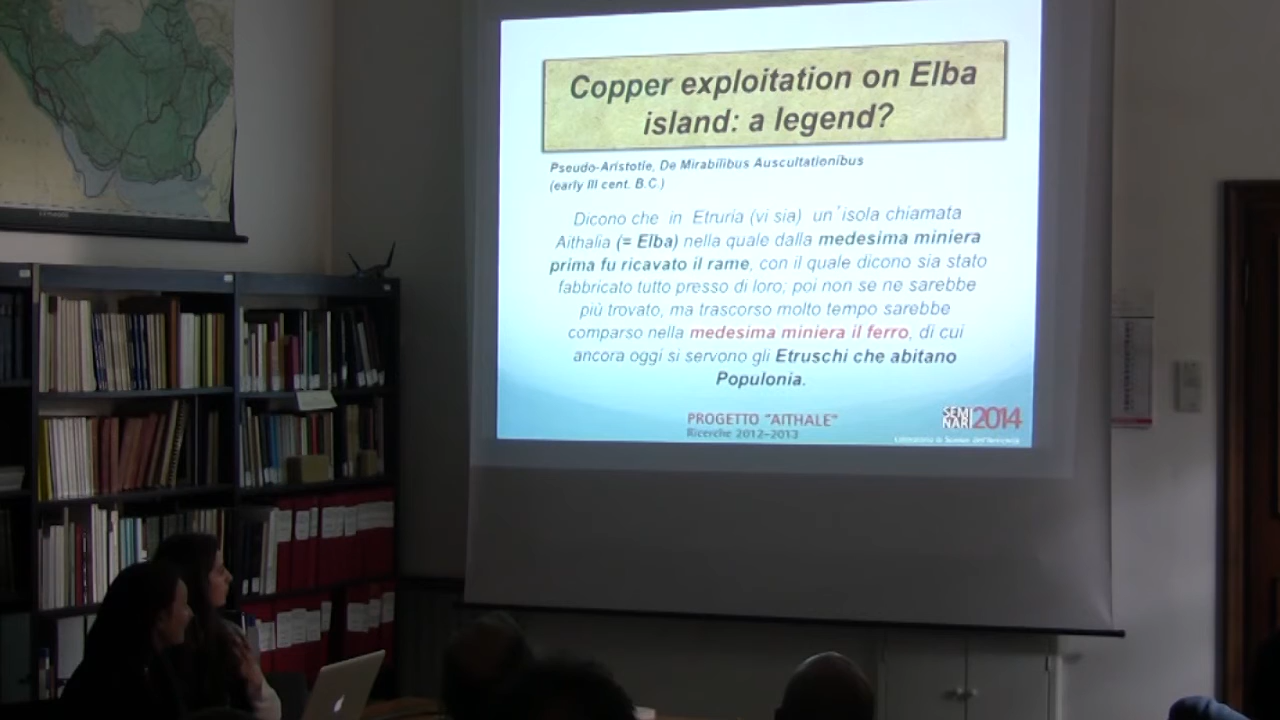 Copper exploitation on Elba
island: a legend?
Pseudo-Aristotle, De Mirabilibus Auscultationibus
(early III cent. B.C.)
Dicono che in Etruria (vi sia) un´isola chiamata
Aithalia (= Elba) nella quale dalla medesima miniera
prima fu ricavato il rame, con il quale dicono sia stato
fabbricato tutto presso di loro; poi non se ne sarebbe
più trovato, ma trascorso molto tempo sarebbe
comparso nella medesima miniera il ferro, di cui
ancora oggi si servono gli Etruschi che abitano
Populonia.
PROGETTO "AITHALE"
Ricerche 2012-2013
SEMI
NAR 2014